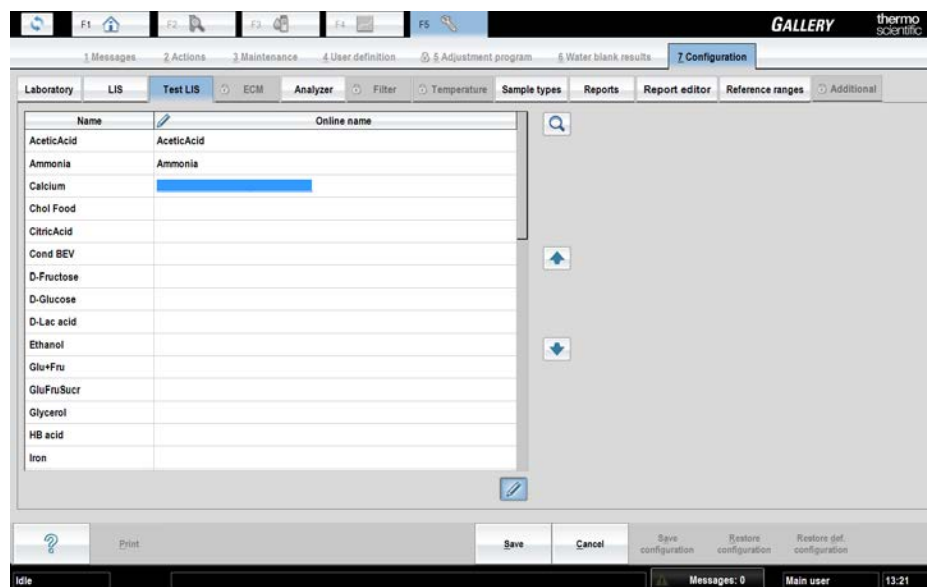 F1 F2 F3 F4 F5 GALLERY thermo scientific
1 Messages 2 Actions 3 Maintenance 4 User definition 5 Adjustment program 6 Water blank results 7 Configuration
Laboratory LIS Test LIS ECM Analyzer Filter Temperature Sample types Reports Report editor Reference ranges Additional
Name Online name
AceticAcid AceticAcid
Ammonia Ammonia
Calcium
Chol Food
CitricAcid
Cond BEV
D-Fructose
D-Glucose
D-Lac acid
Ethanol
Glu+Fru
GluFruSucr
Glycerol
HB acid
Iron
? Print Save Cancel Save configuration Restore configuration Restore def. configuration
Idle Messages: 0 Main user 13:21